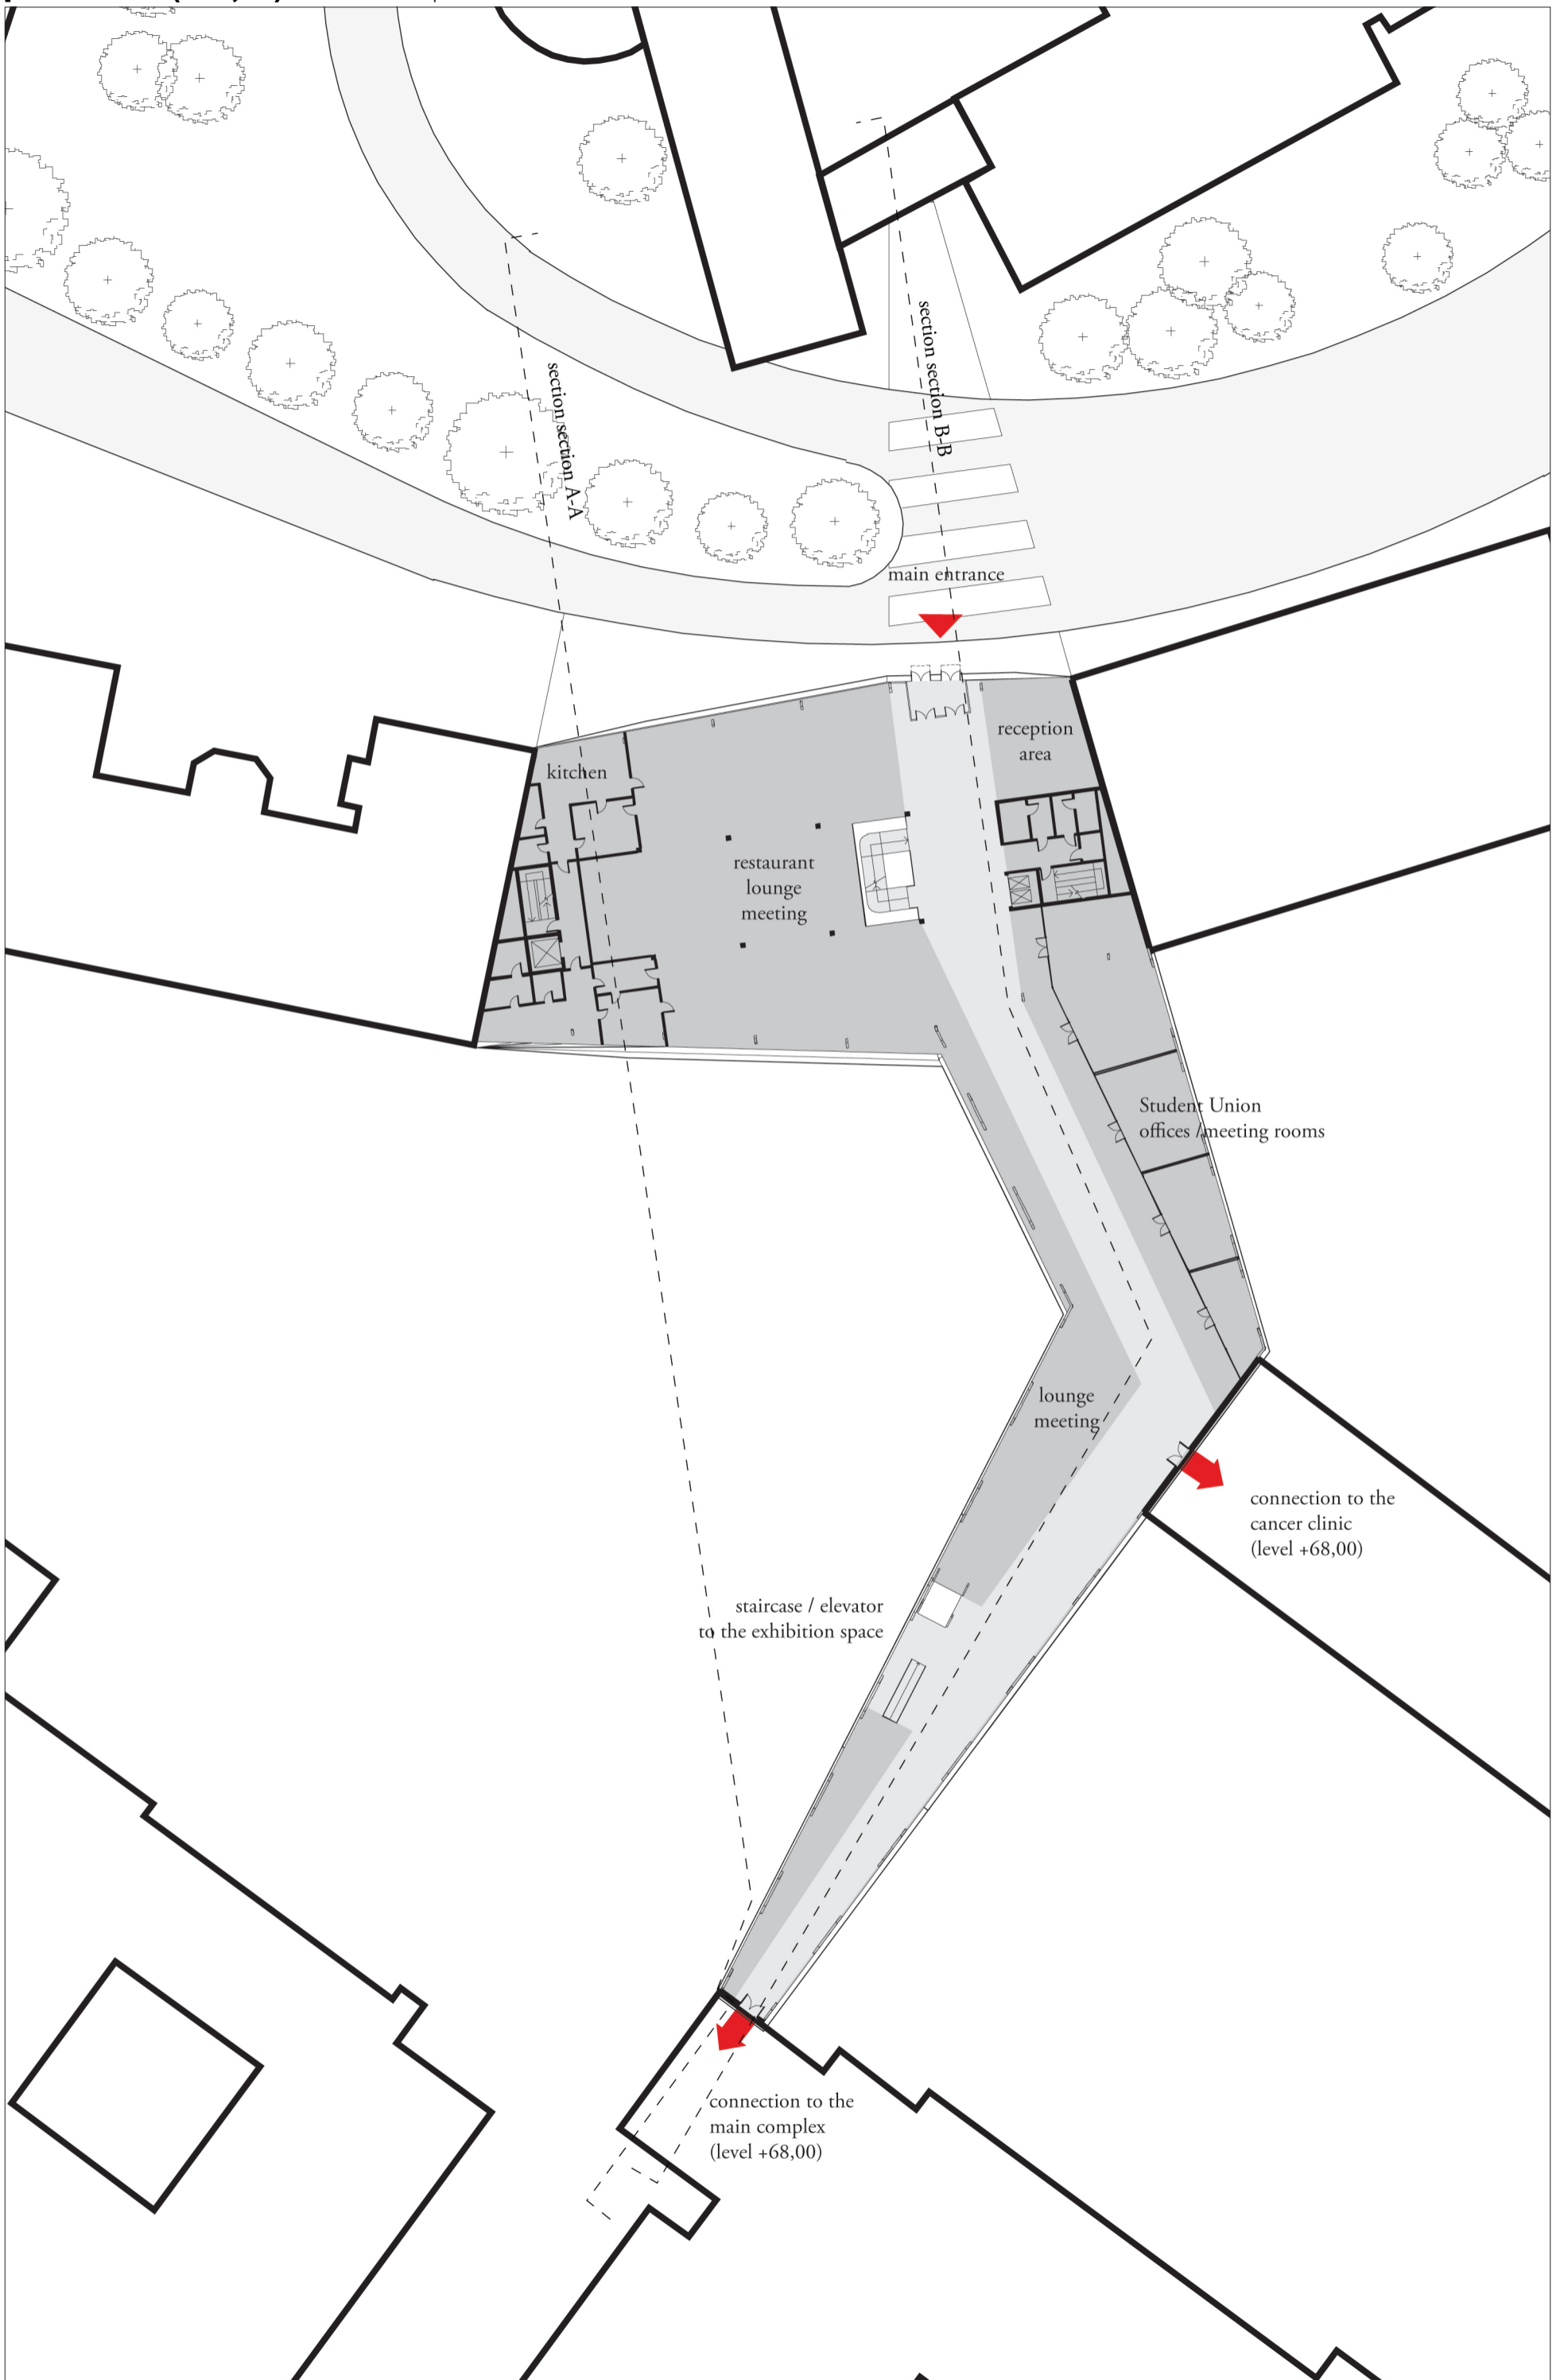 section section A-A
section section B-B
main entrance
reception
area
kitchen
restaurant
lounge
meeting
Student Union
offices /meeting rooms
lounge
meeting
connection to the
cancer clinic
(level +68,00)
staircase / elevator
to the exhibition space
connection to the
main complex
(level +68,00)